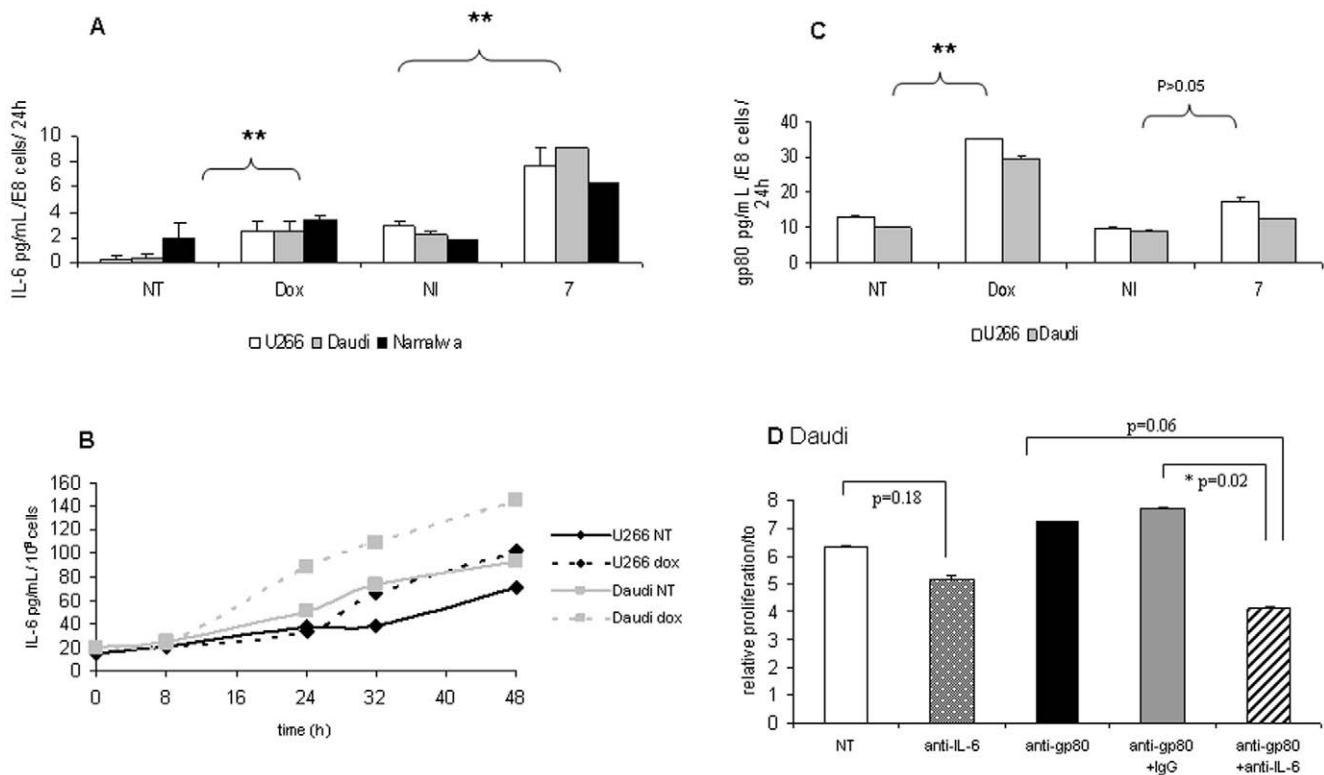 A
**
**
IL-6 pg/mL /E8 cells/ 24h
10
8
6
4
2
0
NT Dox NI 7
U266 Daudi Namalwa
C
**
P>0.05
gp80 pg/mL /E8 cells/
24h
40
30
20
10
0
NT Dox NI 7
U266 Daudi
B
IL-6 pg/mL/ 10⁸ cells
160
140
120
100
80
60
40
20
0
0 8 16 24 32 40 48
time (h)
U266 NT
U266 dox
Daudi NT
Daudi dox
D Daudi
p=0.06
* p=0.02
p=0.18
relative proliferation/to
8
7
6
5
4
3
2
1
0
NT anti-IL-6 anti-gp80 anti-gp80 anti-gp80
+IgG +anti-IL-6